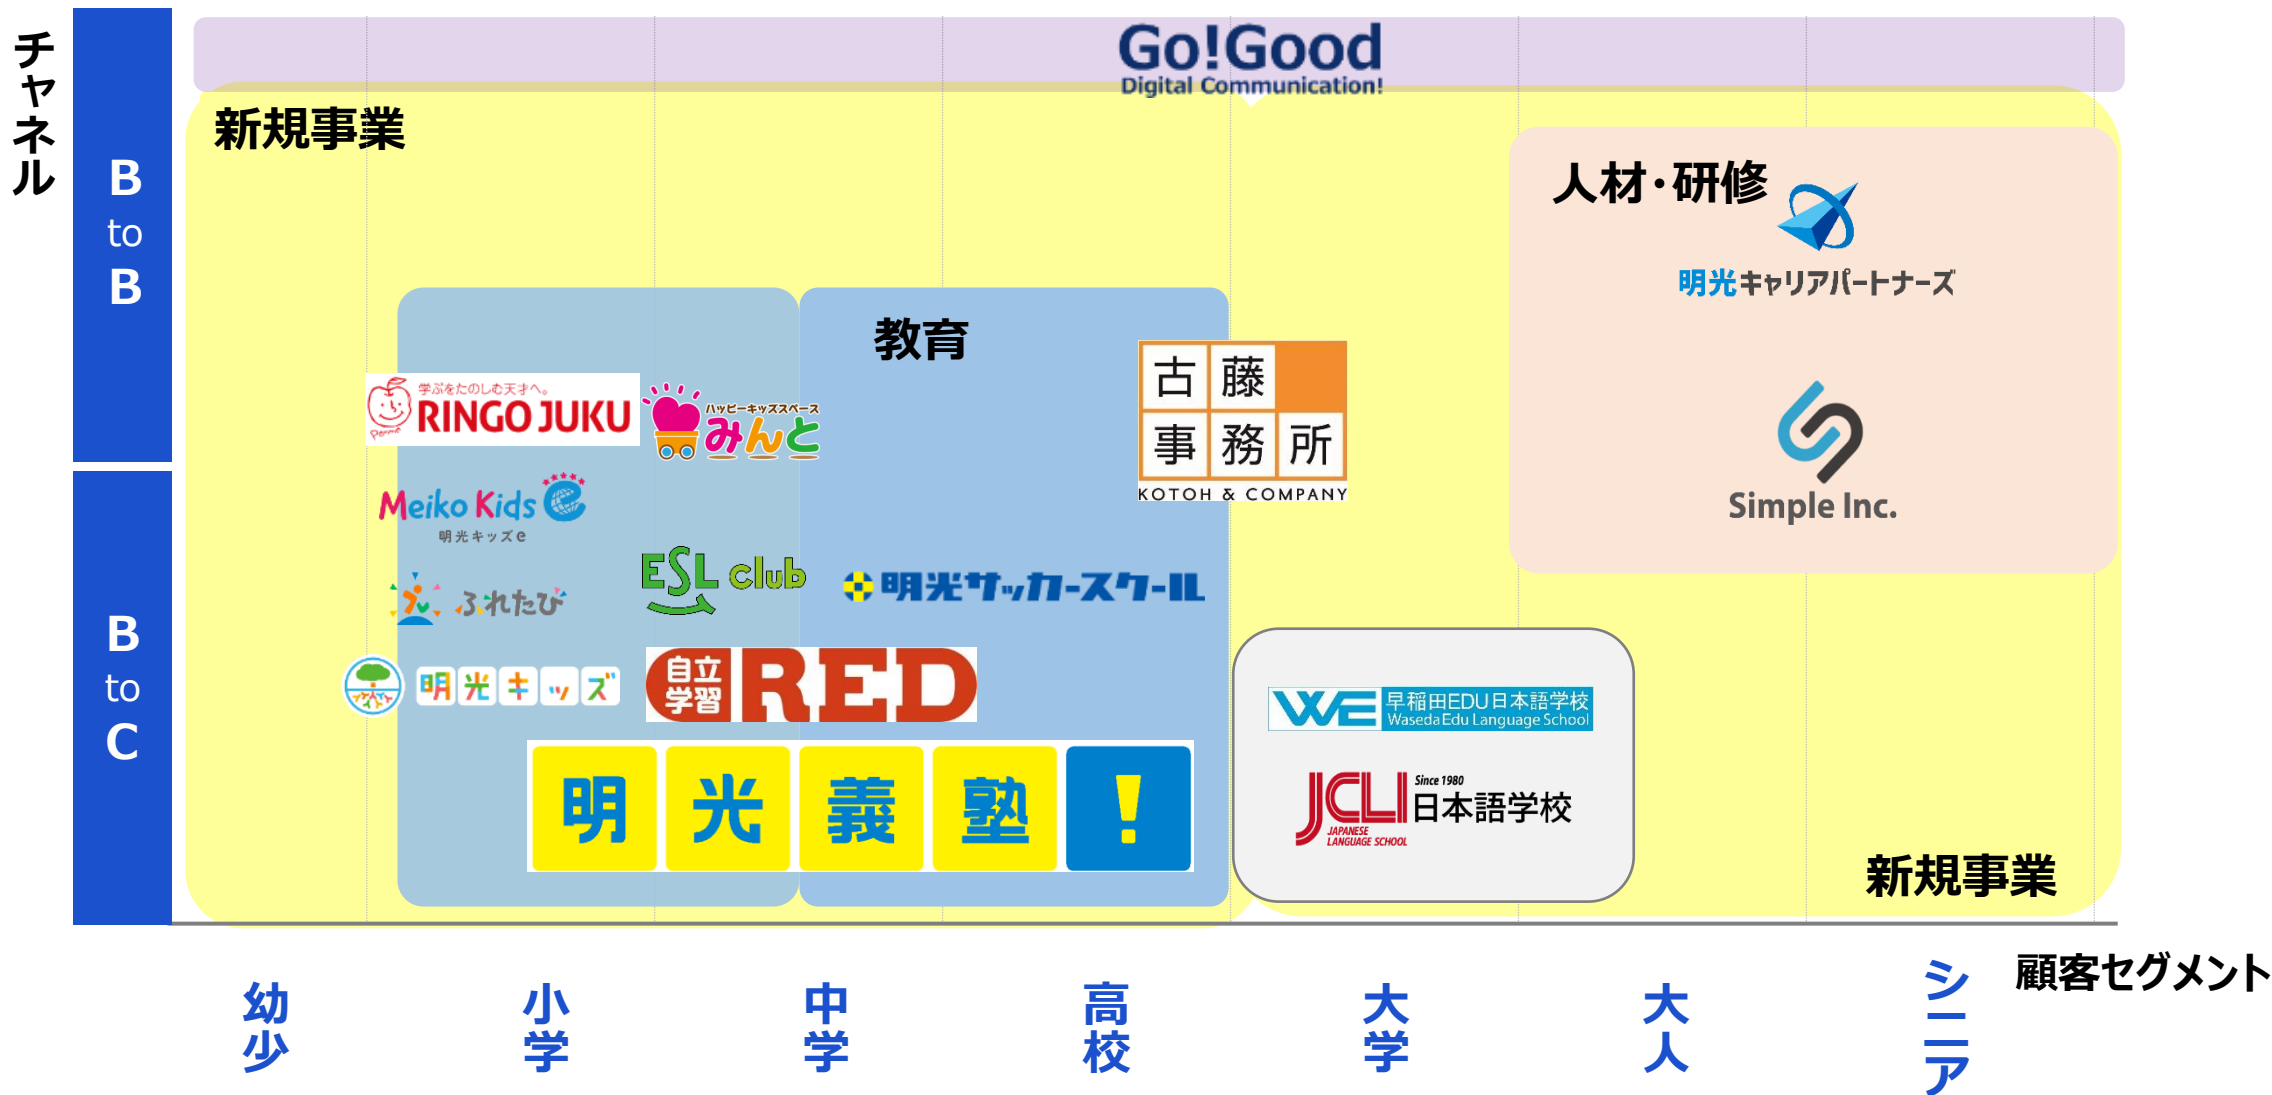 チャネル
B
to
B
B
to
C
Go!Good
Digital Communication!
新規事業
人材・研修
明光キャリアパートナーズ
Simple Inc.
教育
学ぶをたのしむ天才へ。
RINGO JUKU
Pomme
ハッピーキッズスペース
みんと
古藤
事務所
KOTOH & COMPANY
Meiko Kids e
明光キッズe
ふれたび
ESL club
明光サッカースクール
明光キッズ
自立
学習
RED
明光義塾!
WE
早稲田EDU日本語学校
Waseda Edu Language School
JCLI
Since 1980
日本語学校
JAPANESE
LANGUAGE SCHOOL
新規事業
顧客セグメント
幼少
小学
中学
高校
大学
大人
シニア